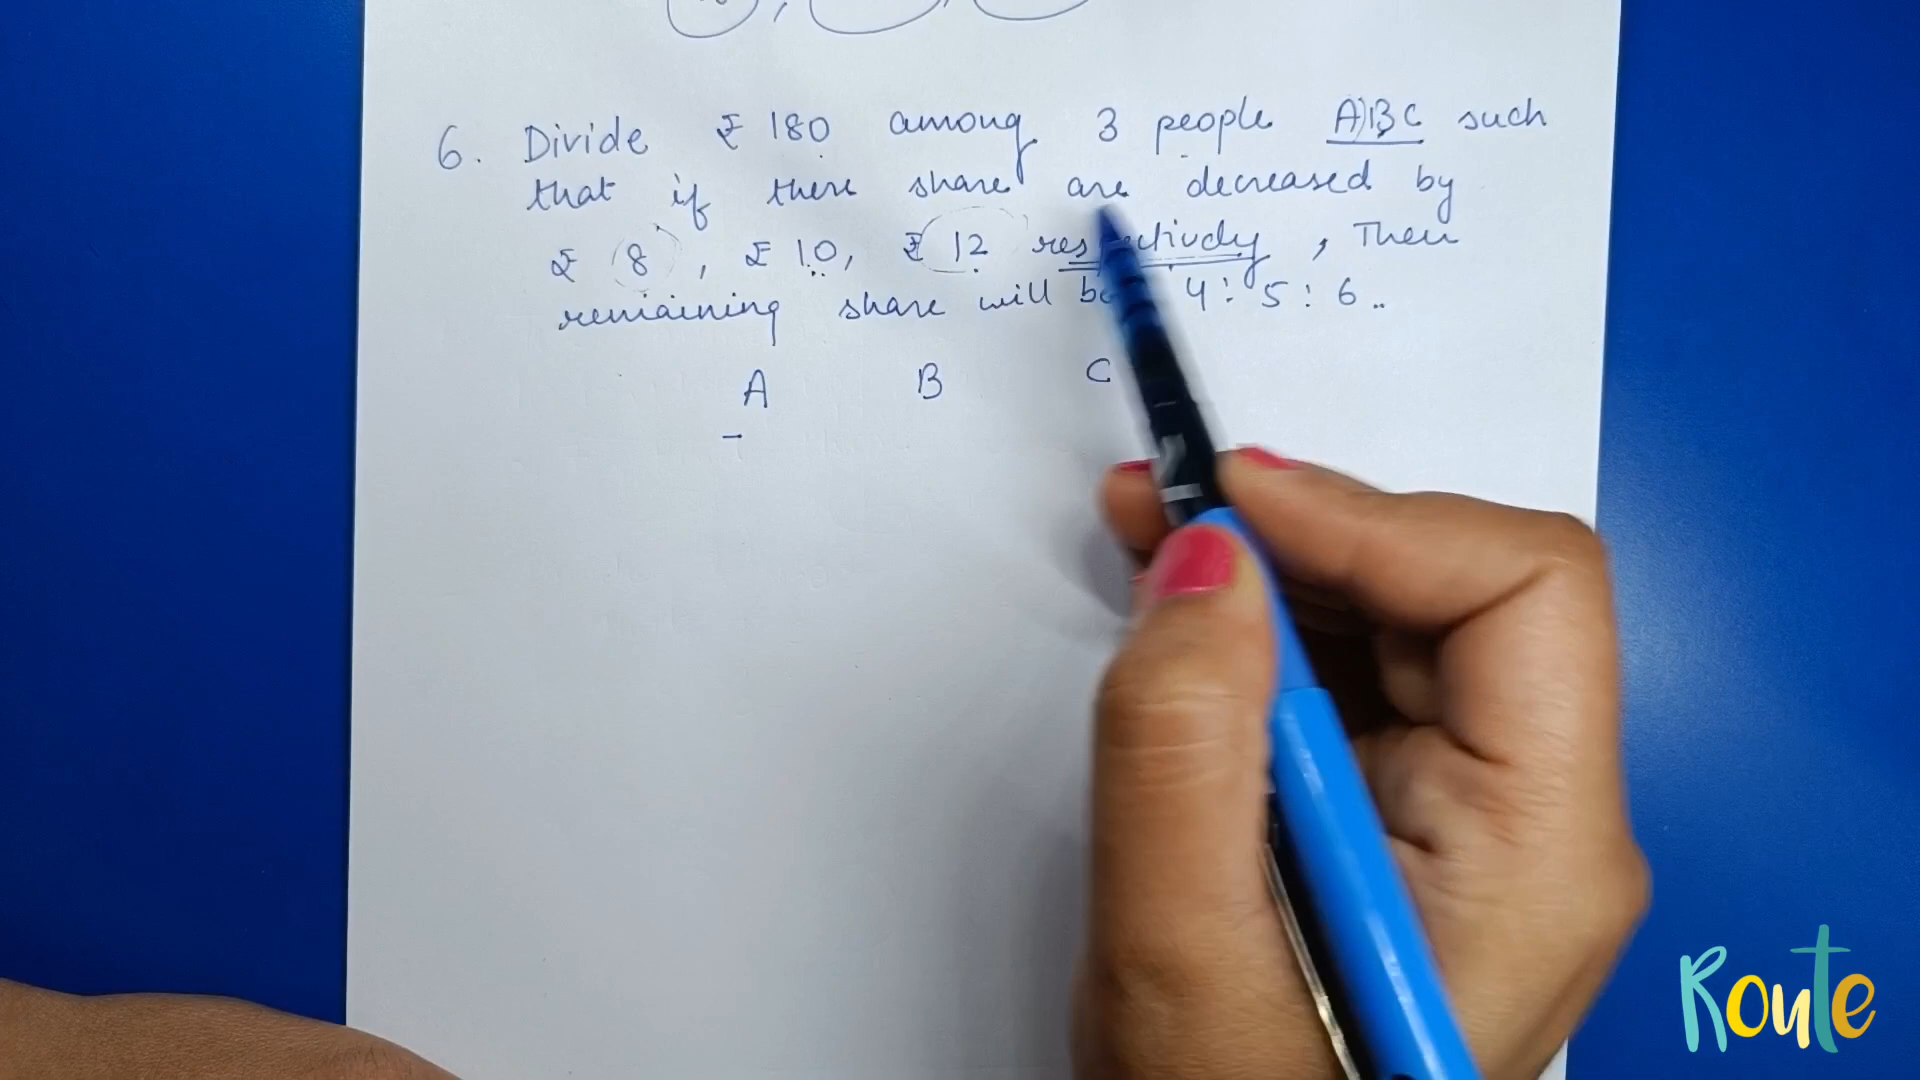 6. Divide ₹ 180 among 3 people A,B,C such
that if there share are decreased by
₹ 8, ₹ 10, ₹ 12 respectively, Then
remaining share will be 4:5:6..
A B C
-
Route